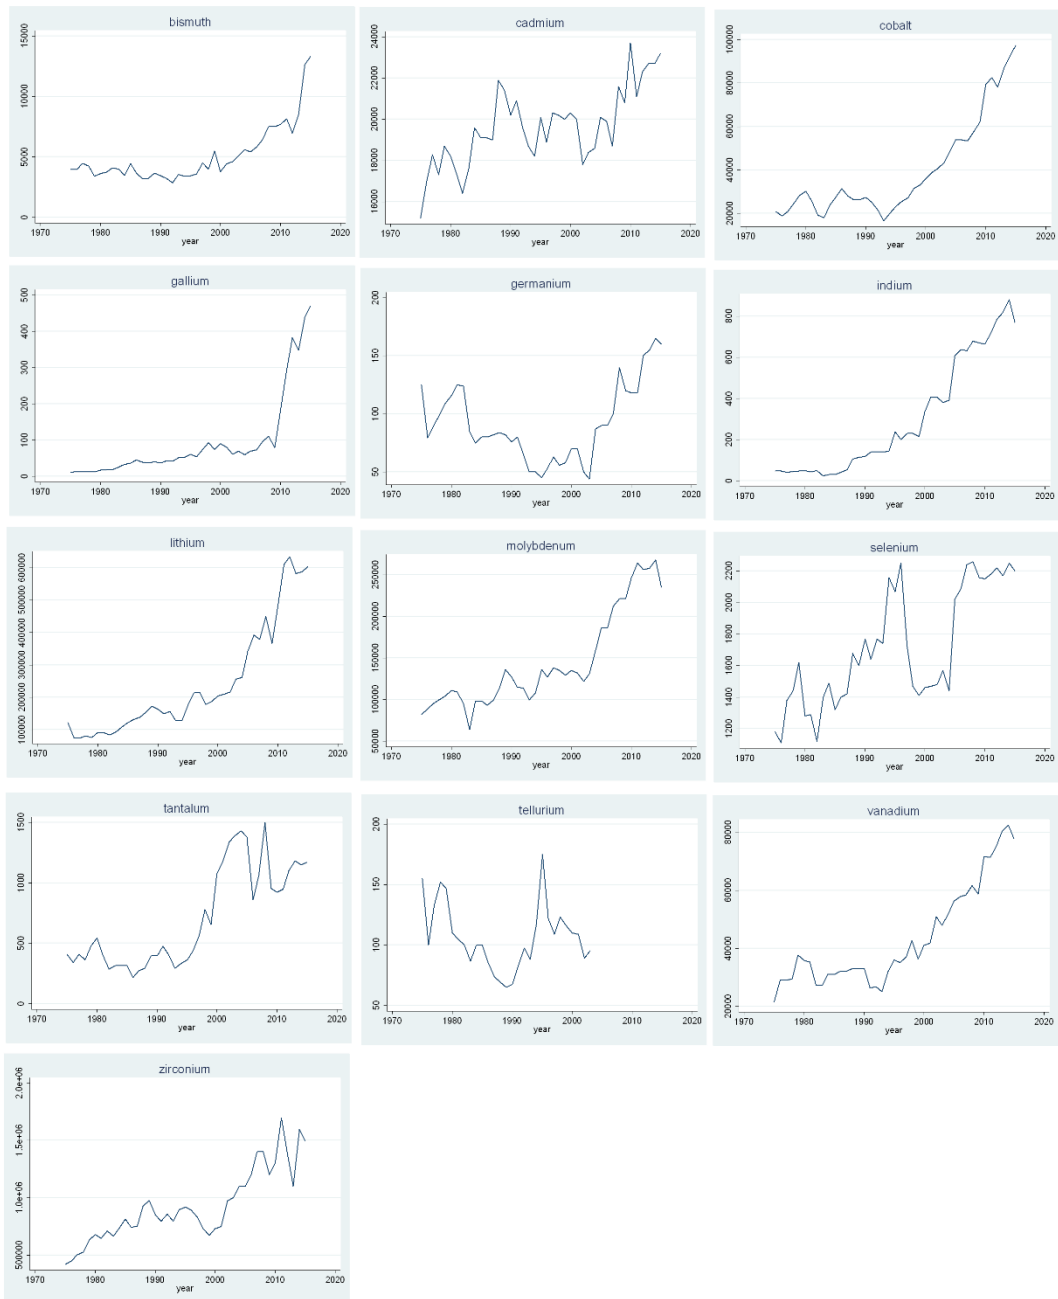 bismuth
15000
10000
5000
0
1970 1980 1990 2000 2010 2020
year
cadmium
24000
22000
20000
18000
16000
1970 1980 1990 2000 2010 2020
year
cobalt
100000
80000
60000
40000
20000
1970 1980 1990 2000 2010 2020
year
gallium
500
400
300
200
100
0
1970 1980 1990 2000 2010 2020
year
germanium
200
150
100
50
1970 1980 1990 2000 2010 2020
year
indium
800
600
400
200
0
1970 1980 1990 2000 2010 2020
year
lithium
600000
500000
400000
300000
200000
100000
1970 1980 1990 2000 2010 2020
year
molybdenum
250000
200000
150000
100000
50000
1970 1980 1990 2000 2010 2020
year
selenium
2200
2000
1800
1600
1400
1200
1970 1980 1990 2000 2010 2020
year
tantalum
1500
1000
500
0
1970 1980 1990 2000 2010 2020
year
tellurium
200
150
100
50
1970 1980 1990 2000 2010 2020
year
vanadium
80000
60000
40000
20000
1970 1980 1990 2000 2010 2020
year
zirconium
2.0e+06
1.5e+06
1.0e+06
500000
1970 1980 1990 2000 2010 2020
year